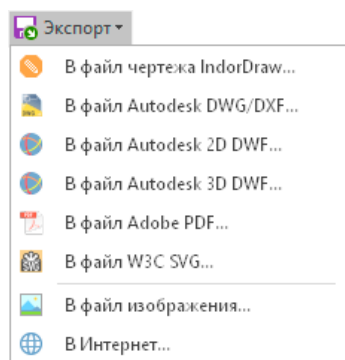 Экспорт
В файл чертежа IndorDraw...
В файл Autodesk DWG/DXF...
В файл Autodesk 2D DWF...
В файл Autodesk 3D DWF...
В файл Adobe PDF...
В файл W3C SVG...
В файл изображения...
В Интернет...